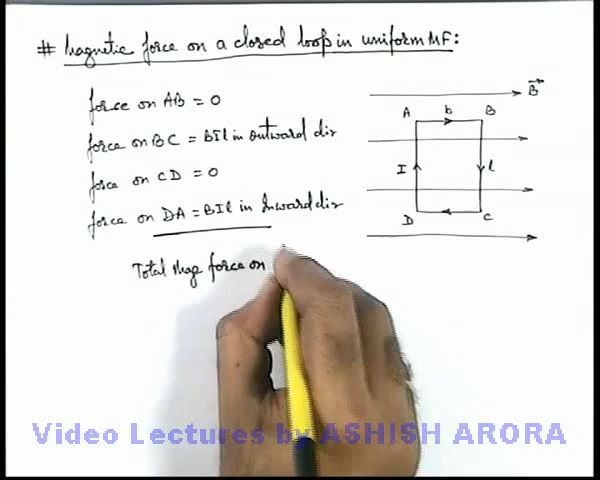 # Magnetic force on a closed loop in uniform MF:
force on AB = 0
force on BC = BIl in outward dir
force on CD = 0
force on DA = BIl in Inward dir
Total Mag force on
B
A b B
I l
D C
Video Lectures by ASHISH ARORA